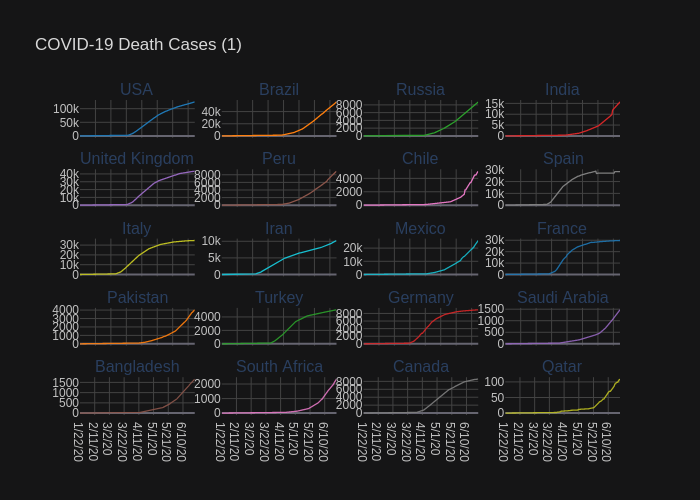 COVID-19 Death Cases (1)
USA Brazil Russia India
100k 50k 0 40k 20k 0 8000 6000 4000 2000 0 15k 10k 5k 0
United Kingdom Peru Chile Spain
40k 30k 20k 10k 0 8000 6000 4000 2000 0 4000 2000 0 30k 20k 10k 0
Italy Iran Mexico France
30k 20k 10k 0 10k 5k 0 20k 10k 0 30k 20k 10k 0
Pakistan Turkey Germany Saudi Arabia
4000 3000 2000 1000 0 4000 2000 0 8000 6000 4000 2000 0 1500 1000 500 0
Bangladesh South Africa Canada Qatar
1500 1000 500 0 2000 1000 0 8000 6000 4000 2000 0 100 50 0
1/22/20 2/11/20 3/2/20 3/22/20 4/11/20 5/1/20 5/21/20 6/10/20 1/22/20 2/11/20 3/2/20 3/22/20 4/11/20 5/1/20 5/21/20 6/10/20 1/22/20 2/11/20 3/2/20 3/22/20 4/11/20 5/1/20 5/21/20 6/10/20 1/22/20 2/11/20 3/2/20 3/22/20 4/11/20 5/1/20 5/21/20 6/10/20